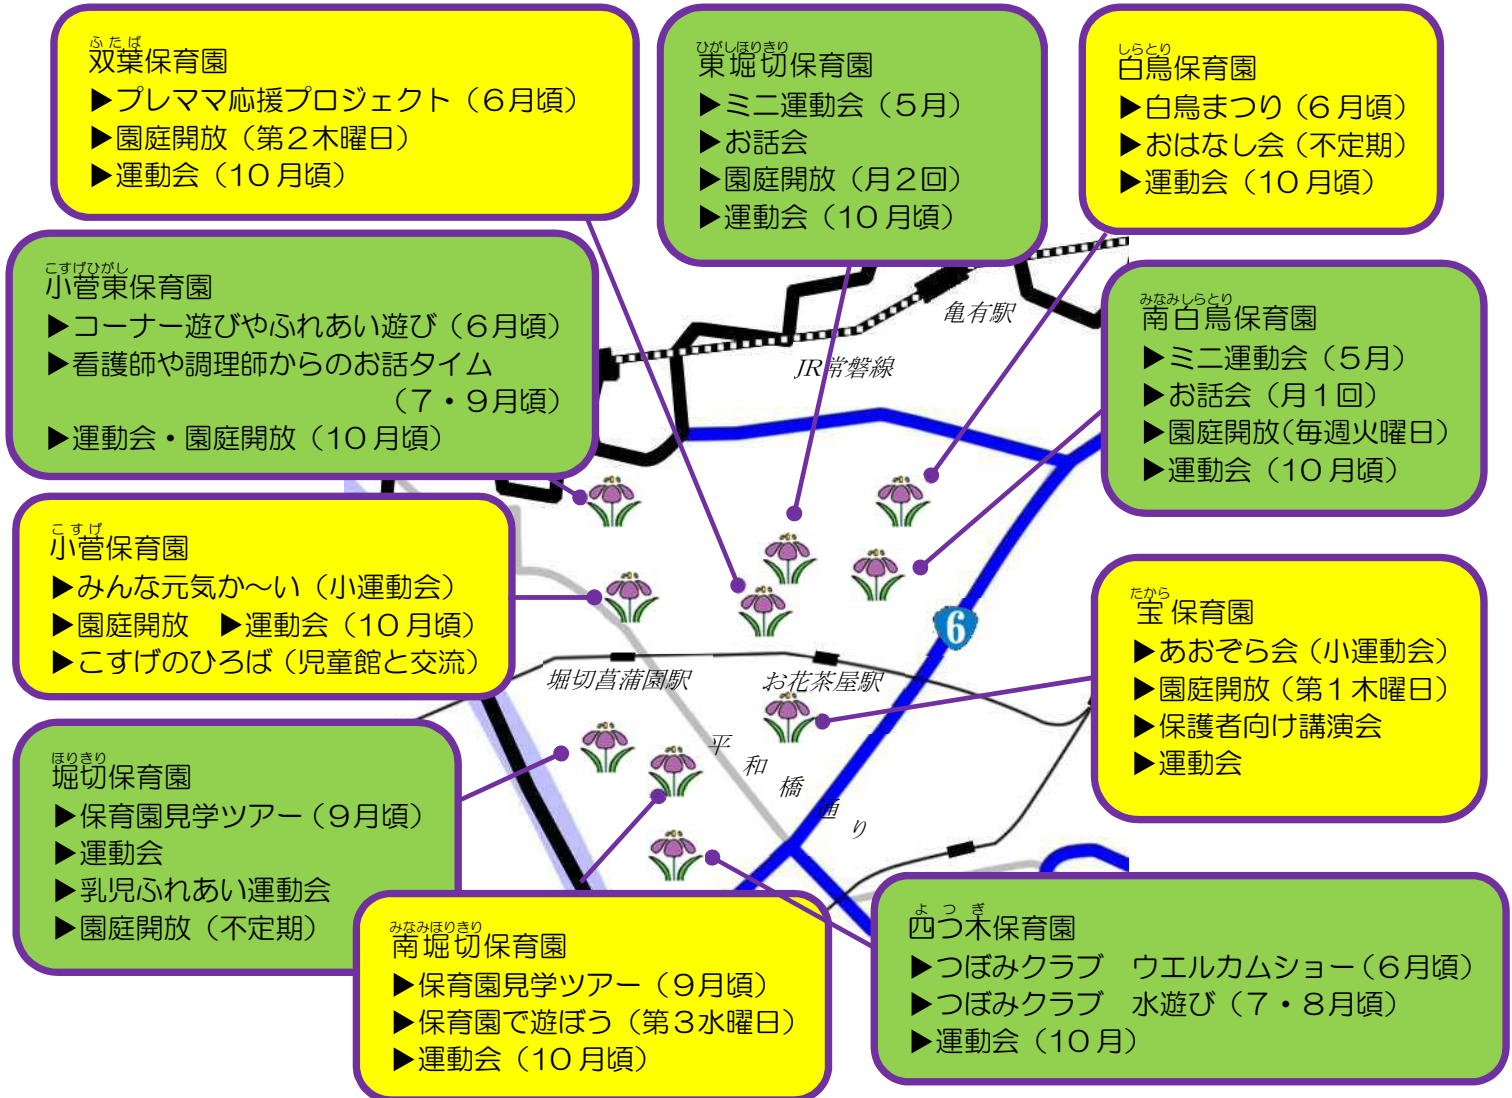 ふたば
双葉保育園
▶プレママ応援プロジェクト（６月頃）
▶園庭開放（第２木曜日）
▶運動会（10月頃）
ひがしほりきり
東堀切保育園
▶ミニ運動会（５月）
▶お話会
▶園庭開放（月２回）
▶運動会（10月頃）
しらとり
白鳥保育園
▶白鳥まつり（６月頃）
▶おはなし会（不定期）
▶運動会（10月頃）
こすげひがし
小菅東保育園
▶コーナー遊びやふれあい遊び（６月頃）
▶看護師や調理師からのお話タイム
（７・９月頃）
▶運動会・園庭開放（10月頃）
みなみしらとり
南白鳥保育園
▶ミニ運動会（５月）
▶お話会（月１回）
▶園庭開放（毎週火曜日）
▶運動会（10月頃）
亀有駅
JR常磐線
こすげ
小菅保育園
▶みんな元気か～い（小運動会）
▶園庭開放　▶運動会（10月頃）
▶こすげのひろば（児童館と交流）
6
たから
宝保育園
▶あおぞら会（小運動会）
▶園庭開放（第１木曜日）
▶保護者向け講演会
▶運動会
堀切菖蒲園駅
お花茶屋駅
平和橋通り
ほりきり
堀切保育園
▶保育園見学ツアー（９月頃）
▶運動会
▶乳児ふれあい運動会
▶園庭開放（不定期）
みなみほりきり
南堀切保育園
▶保育園見学ツアー（９月頃）
▶保育園で遊ぼう（第３水曜日）
▶運動会（10月頃）
よつぎ
四つ木保育園
▶つぼみクラブ　ウエルカムショー（６月頃）
▶つぼみクラブ　水遊び（７・８月頃）
▶運動会（10月）